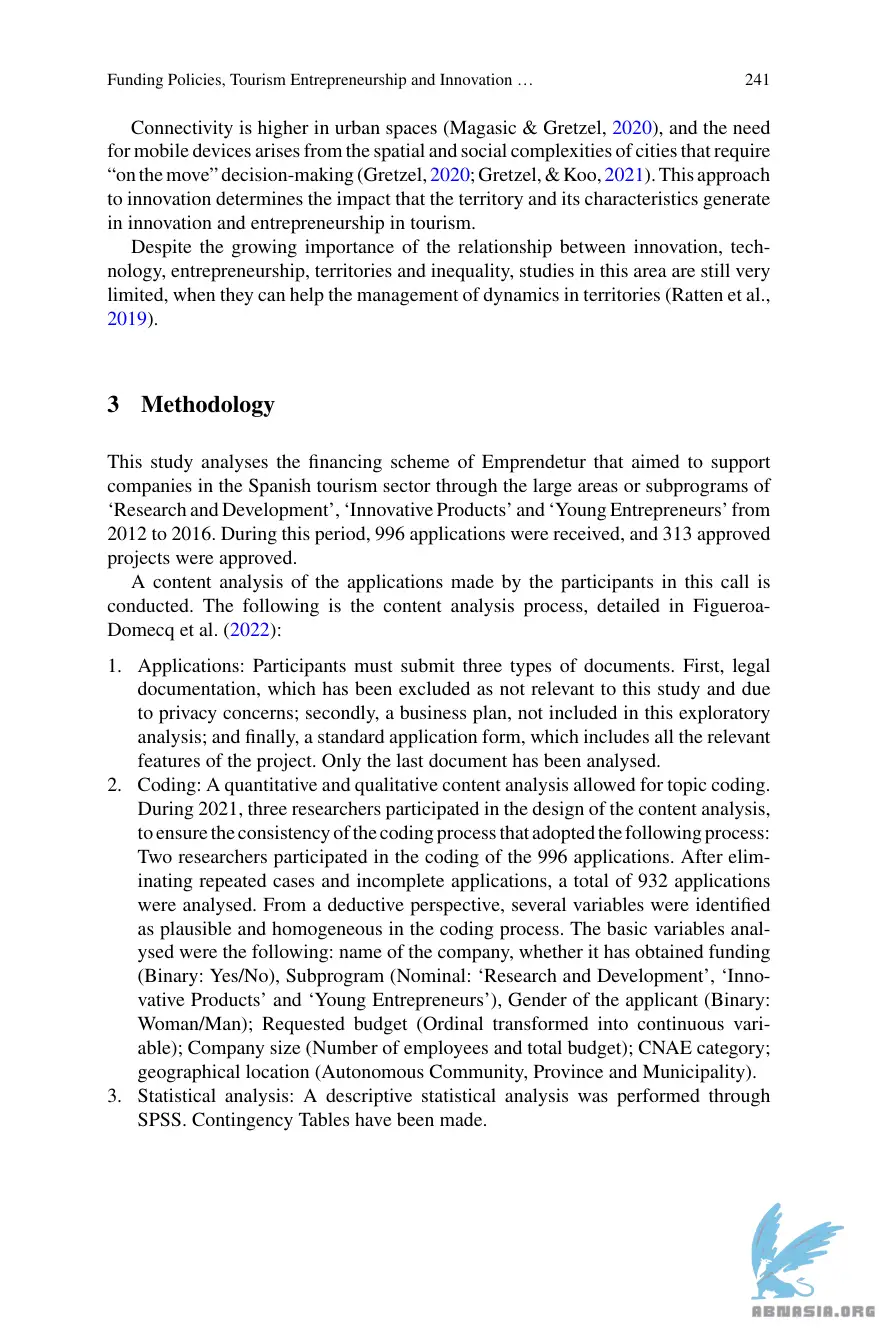 Funding Policies, Tourism Entrepreneurship and Innovation … 241
Connectivity is higher in urban spaces (Magasic & Gretzel, 2020), and the need
for mobile devices arises from the spatial and social complexities of cities that require
“on the move” decision-making (Gretzel, 2020; Gretzel, & Koo, 2021). This approach
to innovation determines the impact that the territory and its characteristics generate
in innovation and entrepreneurship in tourism.
Despite the growing importance of the relationship between innovation, tech-
nology, entrepreneurship, territories and inequality, studies in this area are still very
limited, when they can help the management of dynamics in territories (Ratten et al.,
2019).
3 Methodology
This study analyses the financing scheme of Emprendetur that aimed to support
companies in the Spanish tourism sector through the large areas or subprograms of
‘Research and Development’, ‘Innovative Products’ and ‘Young Entrepreneurs’ from
2012 to 2016. During this period, 996 applications were received, and 313 approved
projects were approved.
A content analysis of the applications made by the participants in this call is
conducted. The following is the content analysis process, detailed in Figueroa-
Domecq et al. (2022):
1. Applications: Participants must submit three types of documents. First, legal
documentation, which has been excluded as not relevant to this study and due
to privacy concerns; secondly, a business plan, not included in this exploratory
analysis; and finally, a standard application form, which includes all the relevant
features of the project. Only the last document has been analysed.
2. Coding: A quantitative and qualitative content analysis allowed for topic coding.
During 2021, three researchers participated in the design of the content analysis,
to ensure the consistency of the coding process that adopted the following process:
Two researchers participated in the coding of the 996 applications. After elim-
inating repeated cases and incomplete applications, a total of 932 applications
were analysed. From a deductive perspective, several variables were identified
as plausible and homogeneous in the coding process. The basic variables anal-
ysed were the following: name of the company, whether it has obtained funding
(Binary: Yes/No), Subprogram (Nominal: ‘Research and Development’, ‘Inno-
vative Products’ and ‘Young Entrepreneurs’), Gender of the applicant (Binary:
Woman/Man); Requested budget (Ordinal transformed into continuous vari-
able); Company size (Number of employees and total budget); CNAE category;
geographical location (Autonomous Community, Province and Municipality).
3. Statistical analysis: A descriptive statistical analysis was performed through
SPSS. Contingency Tables have been made.
ABNASIA.ORG